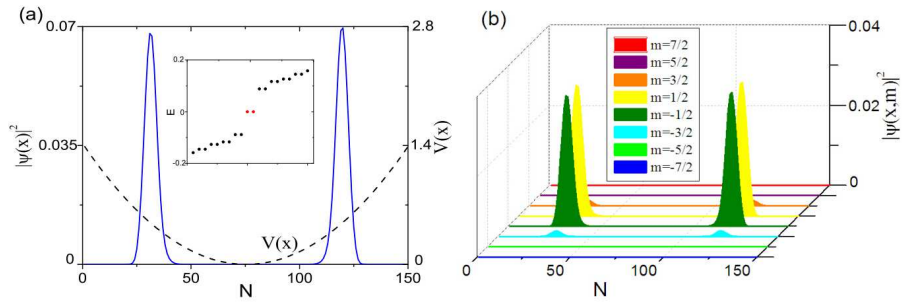 (a)
0.07
0.035
0
|ψ(x)|²
0
50
100
150
N
2.8
1.4
0
V(x)
V(x)
0.2
0
-0.2
E
(b)
m=7/2
m=5/2
m=3/2
m=1/2
m=-1/2
m=-3/2
m=-5/2
m=-7/2
0.04
0.02
0
|ψ(x,m)|²
0
50
100
150
N